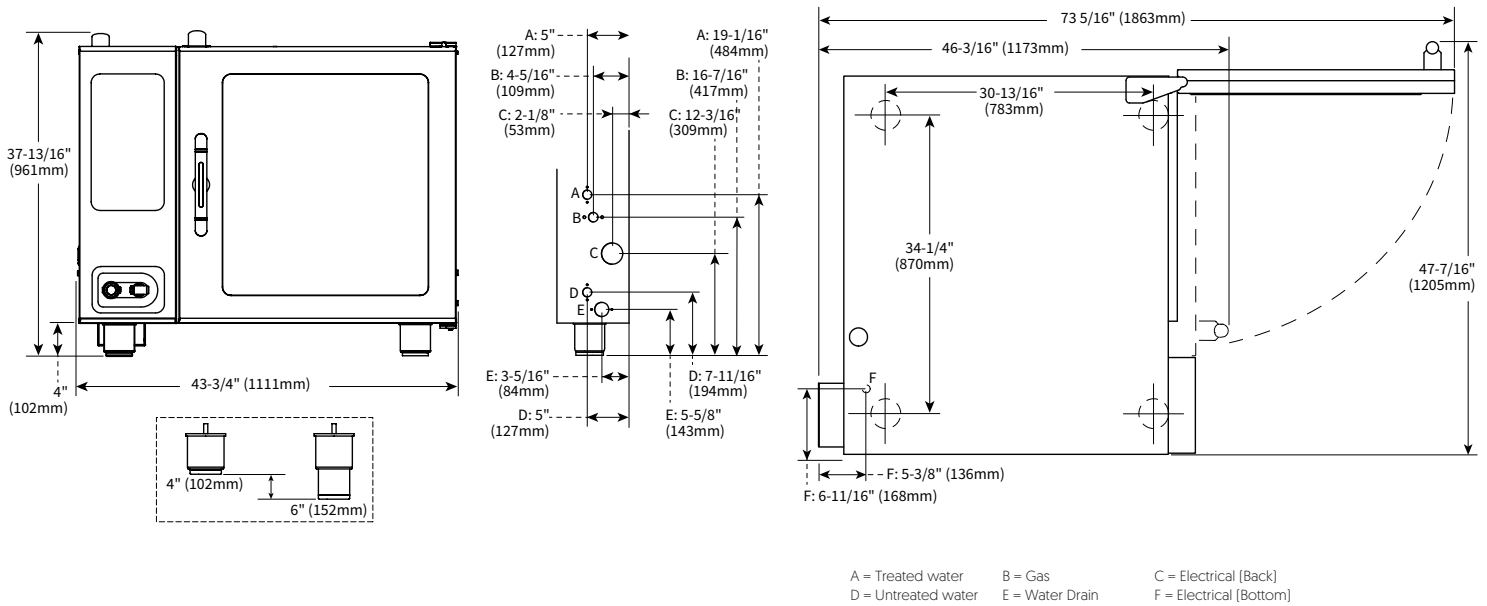 37-13/16"
(961mm)
4"
(102mm)
43-3/4" (1111mm)
4" (102mm)
6" (152mm)
A: 5"
(127mm)
B: 4-5/16"
(109mm)
C: 2-1/8"
(53mm)
A: 19-1/16"
(484mm)
B: 16-7/16"
(417mm)
C: 12-3/16"
(309mm)
A
B
C
D
E
E: 3-5/16"
(84mm)
D: 5"
(127mm)
D: 7-11/16"
(194mm)
E: 5-5/8"
(143mm)
73 5/16" (1863mm)
46-3/16" (1173mm)
30-13/16"
(783mm)
34-1/4"
(870mm)
47-7/16"
(1205mm)
F
F: 5-3/8" (136mm)
F: 6-11/16" (168mm)
A = Treated water B = Gas C = Electrical (Back)
D = Untreated water E = Water Drain F = Electrical (Bottom)